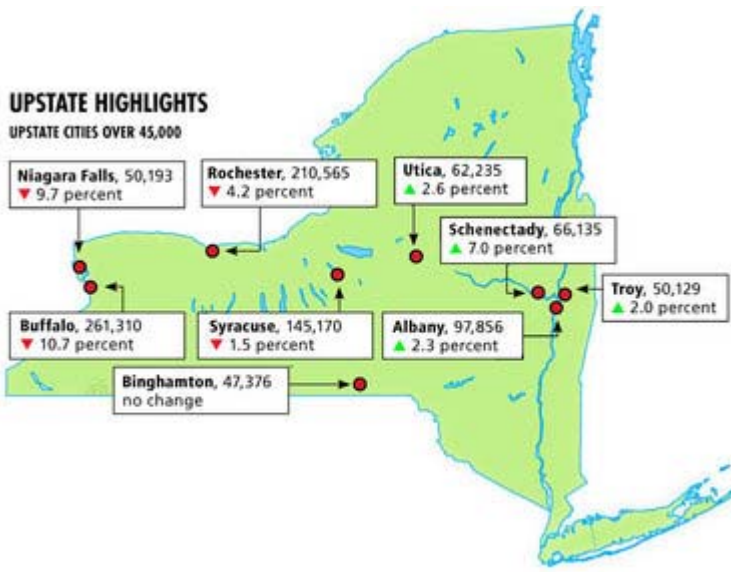 UPSTATE HIGHLIGHTS
UPSTATE CITIES OVER 45,000
Niagara Falls, 50,193
▼ 9.7 percent
Rochester, 210,565
▼ 4.2 percent
Utica, 62,235
▲ 2.6 percent
Schenectady, 66,135
▲ 7.0 percent
Troy, 50,129
▲ 2.0 percent
Buffalo, 261,310
▼ 10.7 percent
Syracuse, 145,170
▼ 1.5 percent
Albany, 97,856
▲ 2.3 percent
Binghamton, 47,376
no change